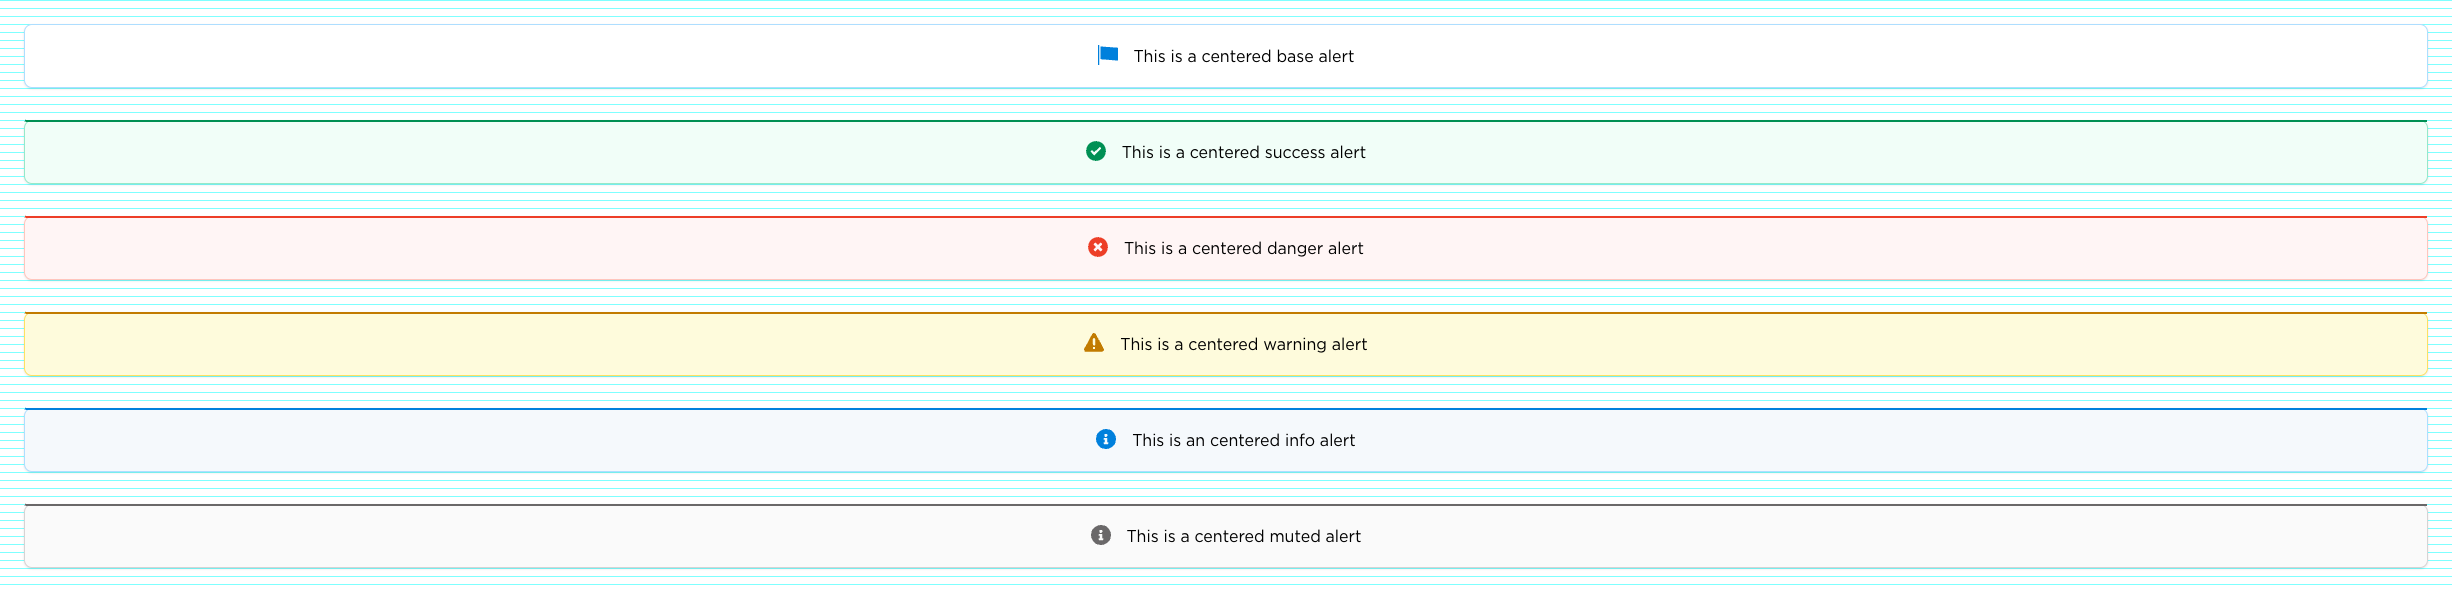 This is a centered base alert
This is a centered success alert
This is a centered danger alert
This is a centered warning alert
This is an centered info alert
This is a centered muted alert